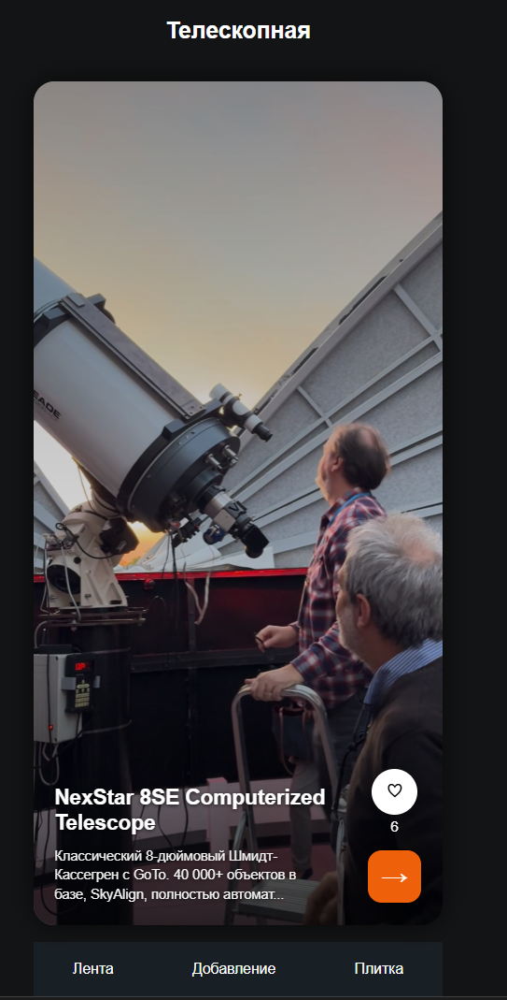 Телескопная
EADE
NexStar 8SE Computerized
Telescope
6
Классический 8-дюймовый Шмидт-
Кассегрен с GoTo. 40 000+ объектов в
базе, SkyAlign, полностью автомат...
Лента Добавление Плитка